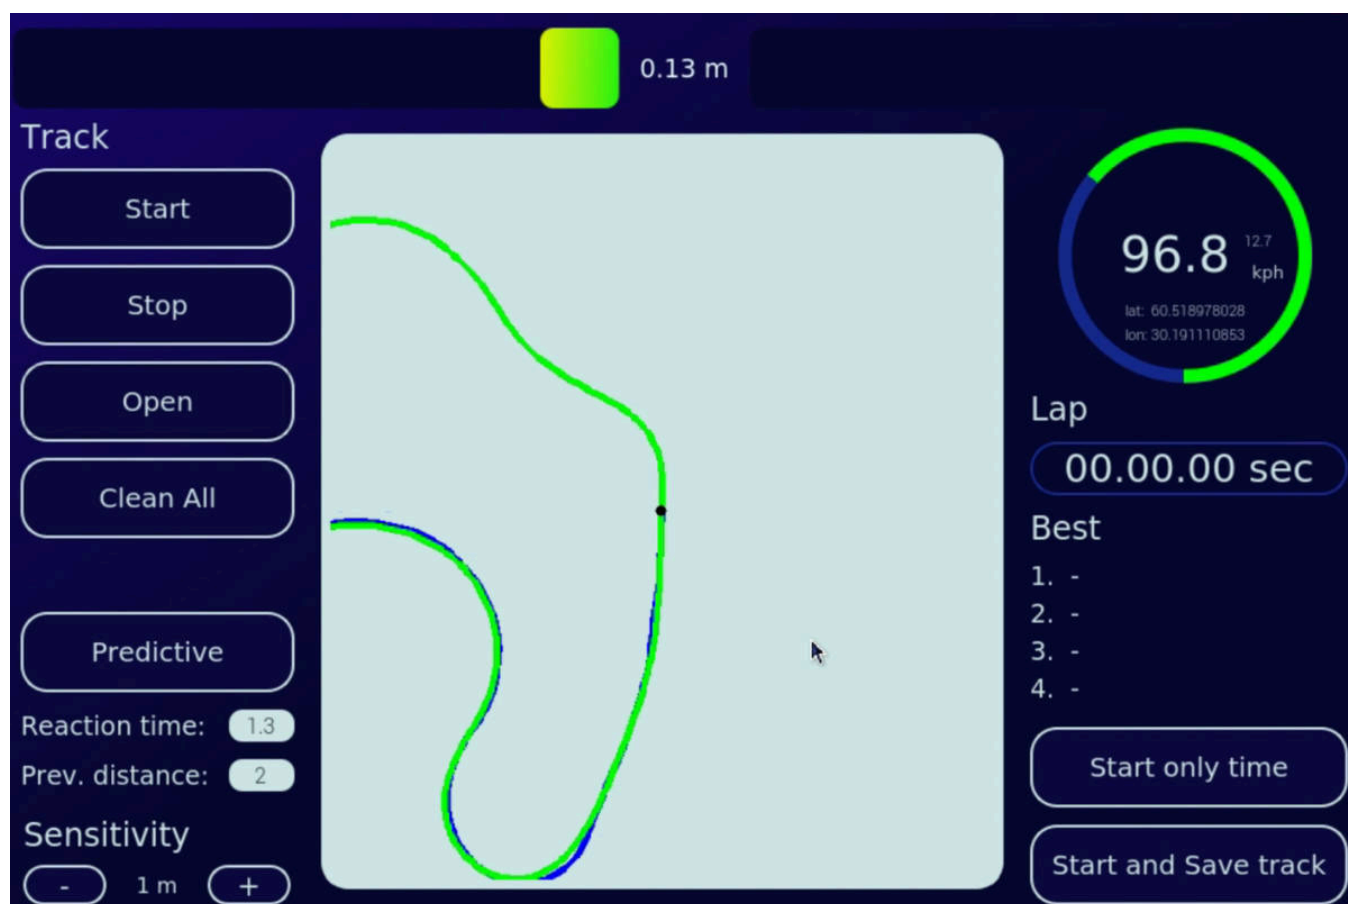 0.13 m
Track
Start
Stop
Open
Clean All
Predictive
Reaction time: 1.3
Prev. distance: 2
Sensitivity
- 1 m +
96.8 12.7
kph
lat: 60.518978028
lon: 30.191110853
Lap
00.00.00 sec
Best
1. -
2. -
3. -
4. -
Start only time
Start and Save track